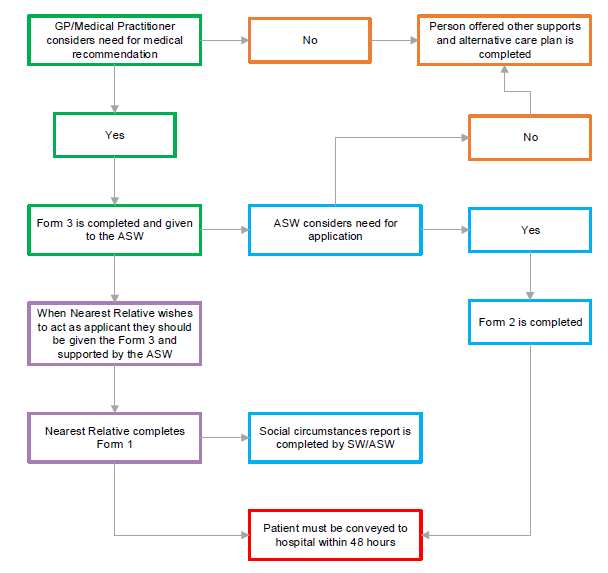 GP/Medical Practitioner
considers need for medical
recommendation
No
Person offered other supports
and alternative care plan is
completed
Yes
No
Form 3 is completed and given
to the ASW
ASW considers need for
application
Yes
When Nearest Relative wishes
to act as applicant they should
be given the Form 3 and
supported by the ASW
Form 2 is completed
Nearest Relative completes
Form 1
Social circumstances report is
completed by SW/ASW
Patient must be conveyed to
hospital within 48 hours